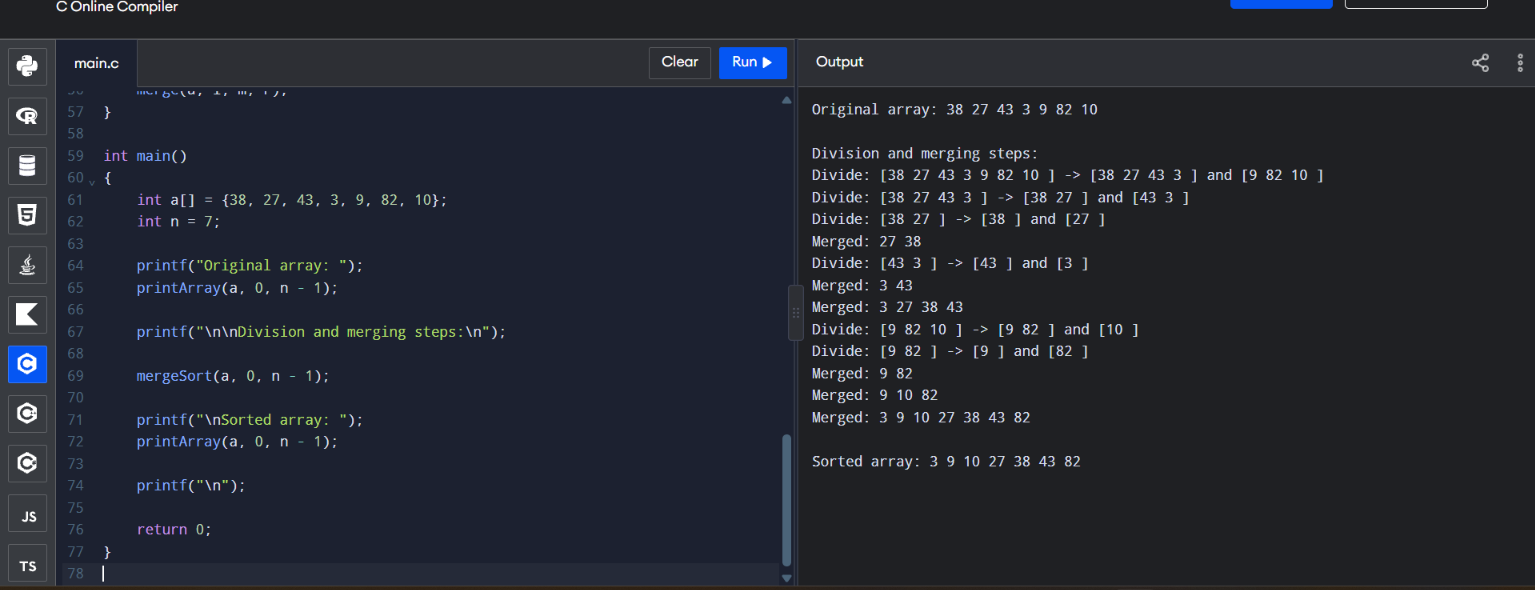 C Online Compiler
main.c
Clear
Run
Output
56 merge(a, l, m, r);
57 }
58
59 int main()
60 {
61 int a[] = {38, 27, 43, 3, 9, 82, 10};
62 int n = 7;
63
64 printf("Original array: ");
65 printArray(a, 0, n - 1);
66
67 printf("\n\nDivision and merging steps:\n");
68
69 mergeSort(a, 0, n - 1);
70
71 printf("\nSorted array: ");
72 printArray(a, 0, n - 1);
73
74 printf("\n");
75
76 return 0;
77 }
78
Original array: 38 27 43 3 9 82 10
Division and merging steps:
Divide: [38 27 43 3 9 82 10 ] -> [38 27 43 3 ] and [9 82 10 ]
Divide: [38 27 43 3 ] -> [38 27 ] and [43 3 ]
Divide: [38 27 ] -> [38 ] and [27 ]
Merged: 27 38
Divide: [43 3 ] -> [43 ] and [3 ]
Merged: 3 43
Merged: 3 27 38 43
Divide: [9 82 10 ] -> [9 82 ] and [10 ]
Divide: [9 82 ] -> [9 ] and [82 ]
Merged: 9 82
Merged: 9 10 82
Merged: 3 9 10 27 38 43 82
Sorted array: 3 9 10 27 38 43 82
R
5
C
C
C
JS
TS